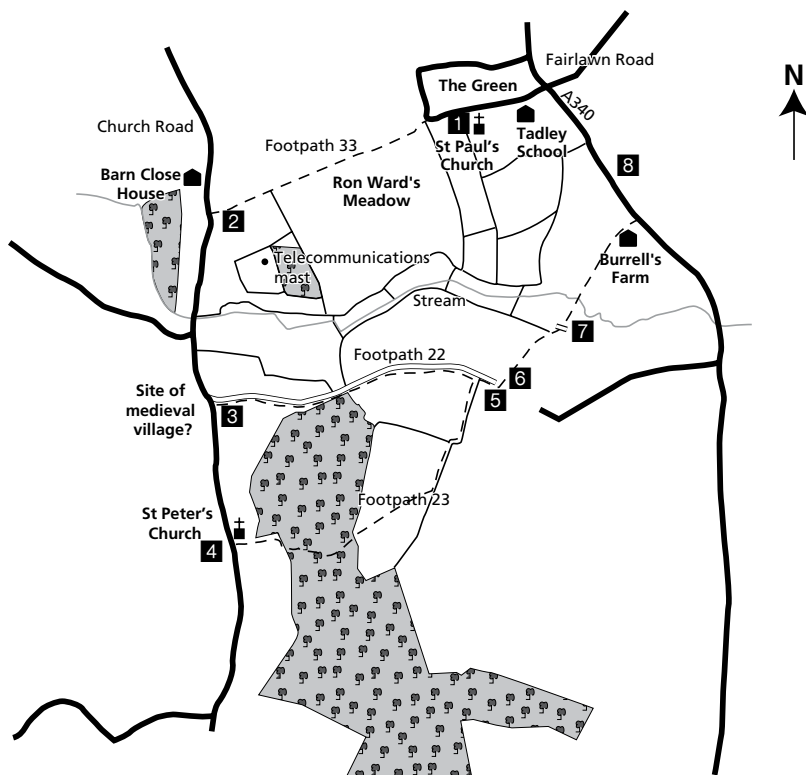 Fairlawn Road
N
The Green
A340
Church Road
1
Tadley
School
Footpath 33
St Paul's
Church
8
Barn Close
House
Ron Ward's
Meadow
2
Telecommunications
mast
Burrell's
Farm
Stream
7
Footpath 22
6
5
Site of
medieval
village?
3
Footpath 23
St Peter's
Church
4